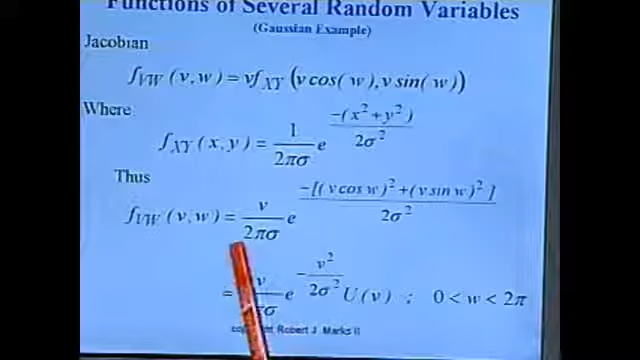 Functions of Several Random Variables
(Gaussian Example)
Jacobian
f_VW (v, w) = v f_XY (v cos( w), v sin( w))
Where
f_XY (x, y) = 1/(2πσ) e^(-(x² + y²)/(2σ²))
Thus
f_VW (v, w) = v/(2πσ) e^(-[(v cos w)² + (v sin w)²]/(2σ²))
= v/(2πσ) e^(-v²/(2σ²)) U(v) ; 0 < w < 2π
Robert J. Marks II